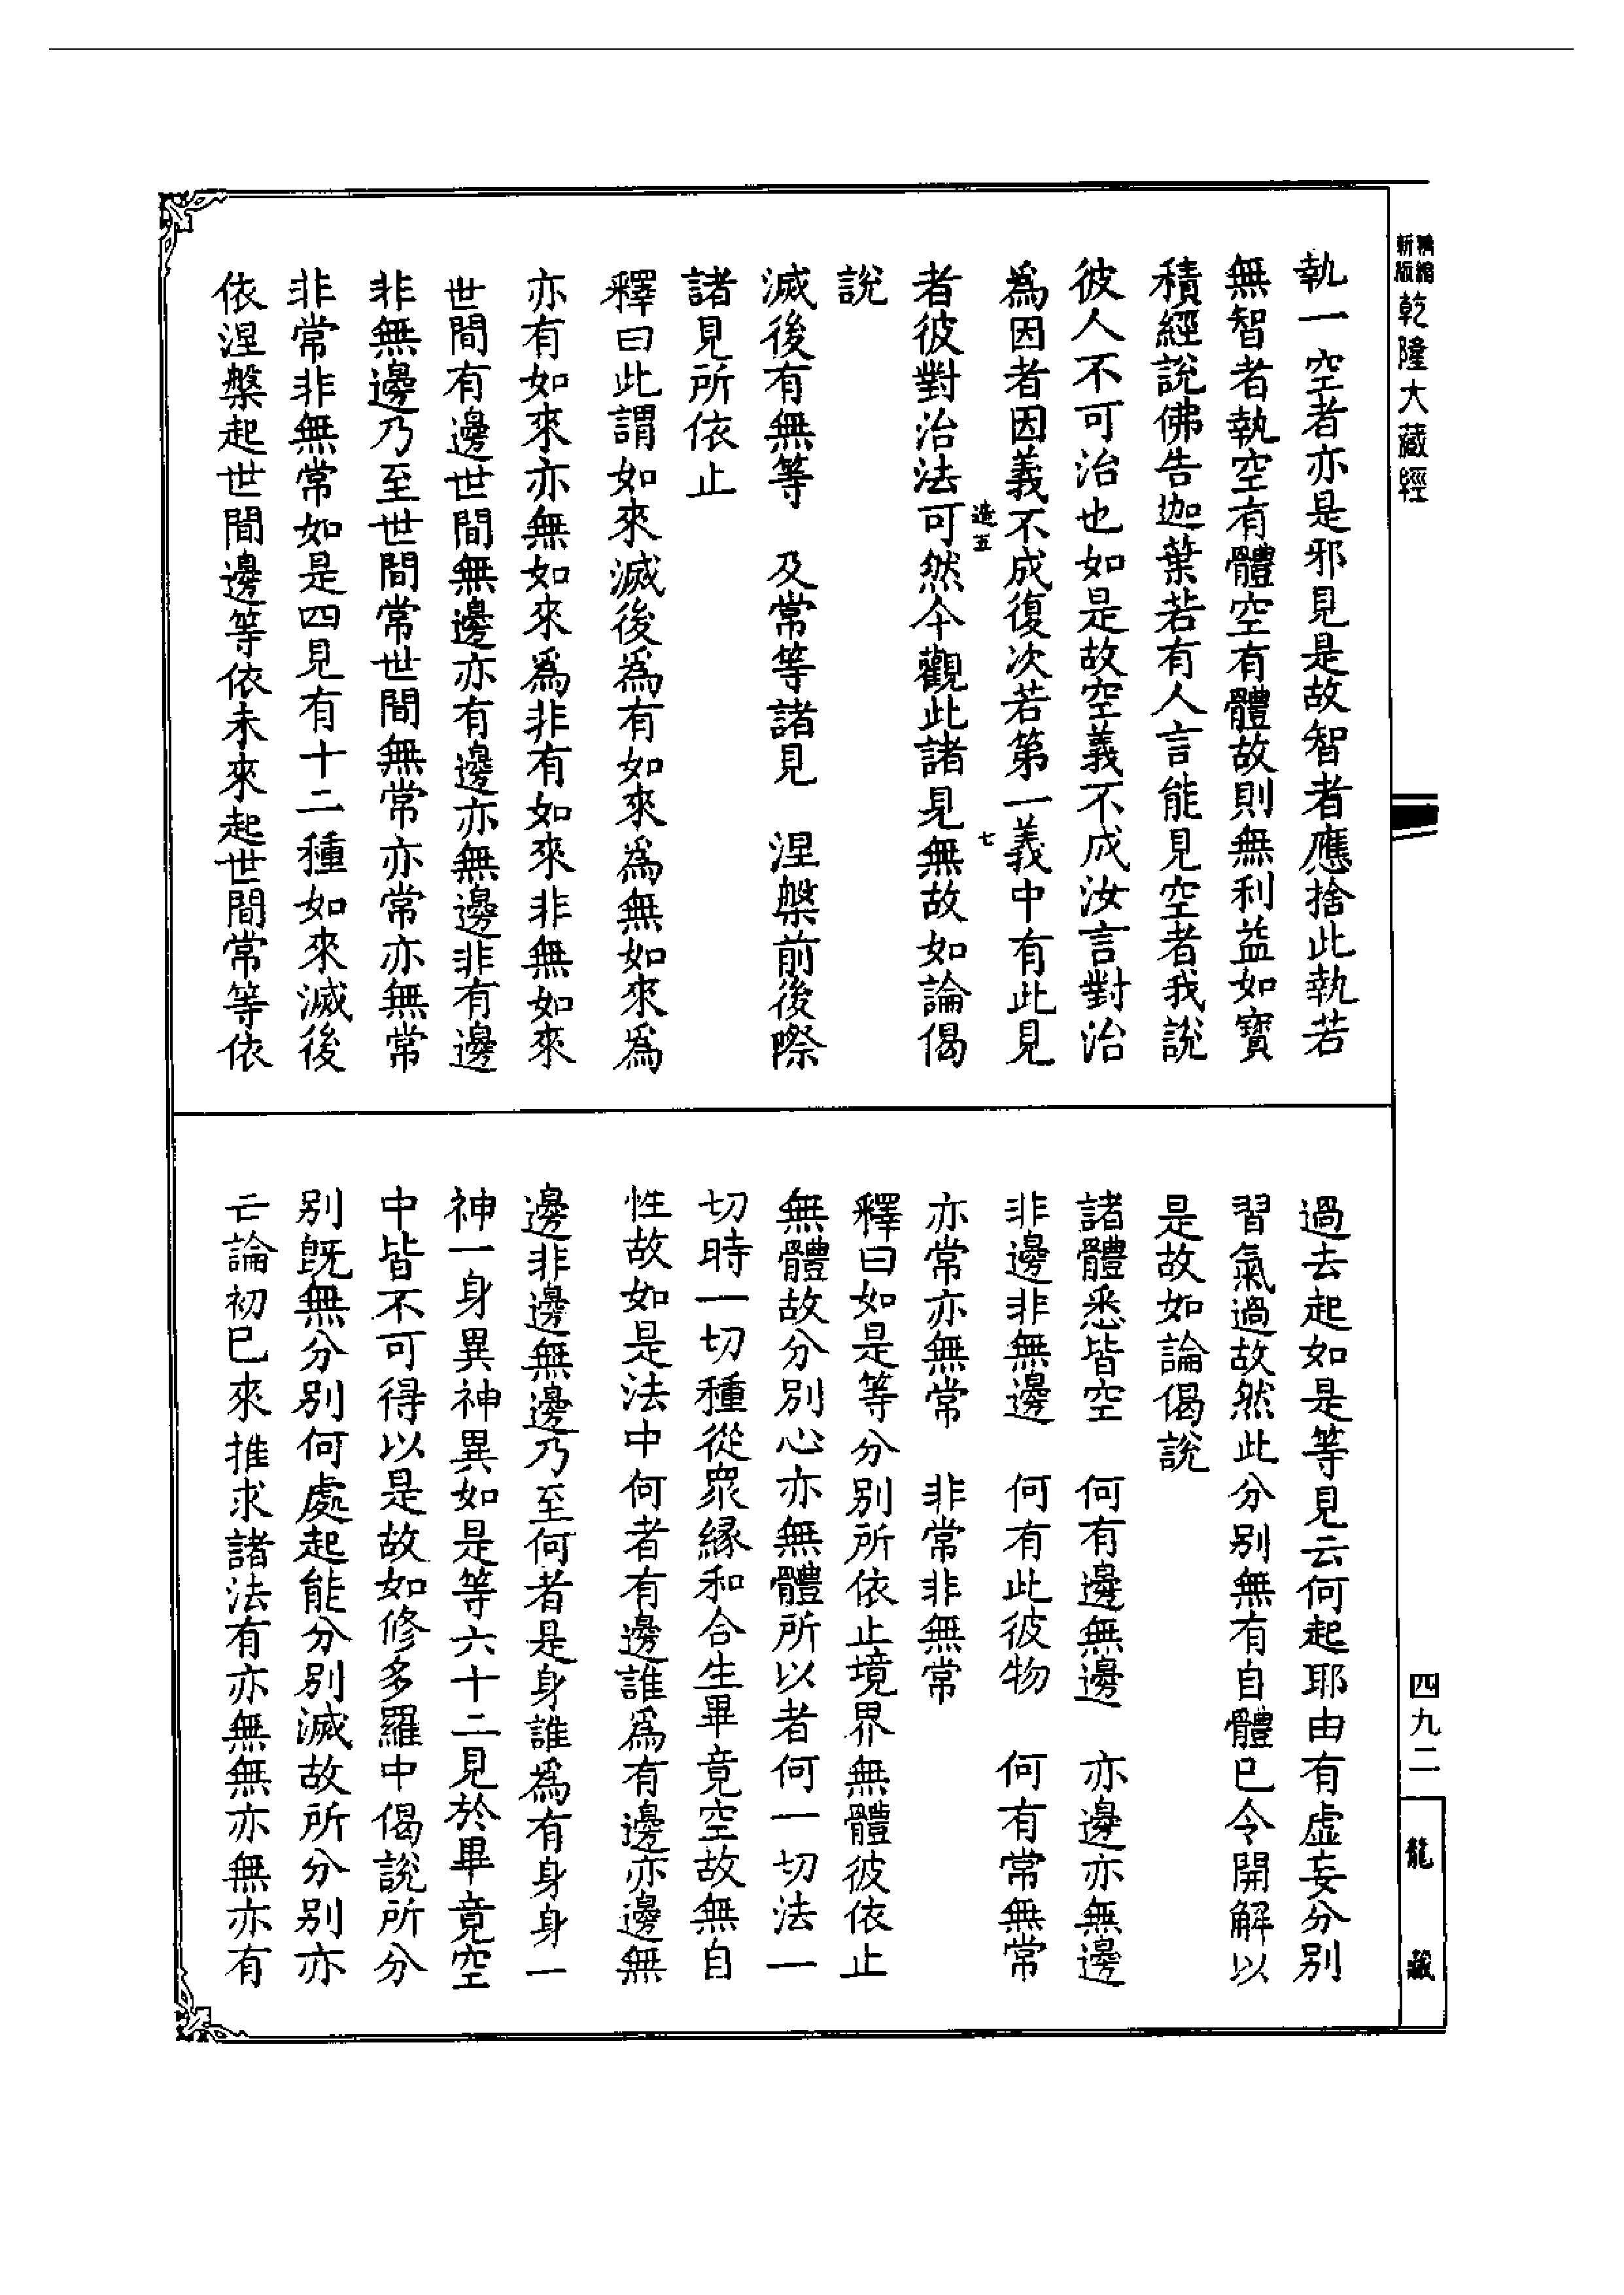 新編
縮版
乾隆大藏經
執一空者亦是邪見是故智者應捨此執若
無智者執空有體空有體故則無利益如寶
積經說佛告迦葉若有人言能見空者我說
彼人不可治也如是故空義不成汝言對治
爲因者因義不成復次若第一義中有此見
遠五 七
者彼對治法可然今觀此諸見無故如論偈
說
滅後有無等 及常等諸見 涅槃前後際
諸見所依止
釋曰此謂如來滅後爲有如來爲無如來爲
亦有如來亦無如來爲非有如來非無如來
世間有邊世間無邊亦有邊亦無邊非有邊
非無邊乃至世間常世間無常亦常亦無常
非常非無常如是四見有十二種如來滅後
依涅槃起世間邊等依未來起世間常等依
過去起如是等見云何起耶由有虛妄分別
習氣過故然此分別無有自體已令開解以
是故如論偈說
諸體悉皆空 何有邊無邊 亦邊亦無邊
非邊非無邊 何有此彼物 何有常無常
亦常亦無常 非常非無常
釋曰如是等分別所依止境界無體彼依止
無體故分別心亦無體所以者何一切法一
切時一切種從眾緣和合生畢竟空故無自
性故如是法中何者有邊誰爲有邊亦邊無
邊非邊無邊乃至何者是身誰爲有身身一
神一身異神異如是等六十二見於畢竟空
中皆不可得以是故如修多羅中偈說所分
別既無分別何處起能分別滅故所分別亦
亡論初已來推求諸法有亦無無亦無亦有
四九二
龍藏